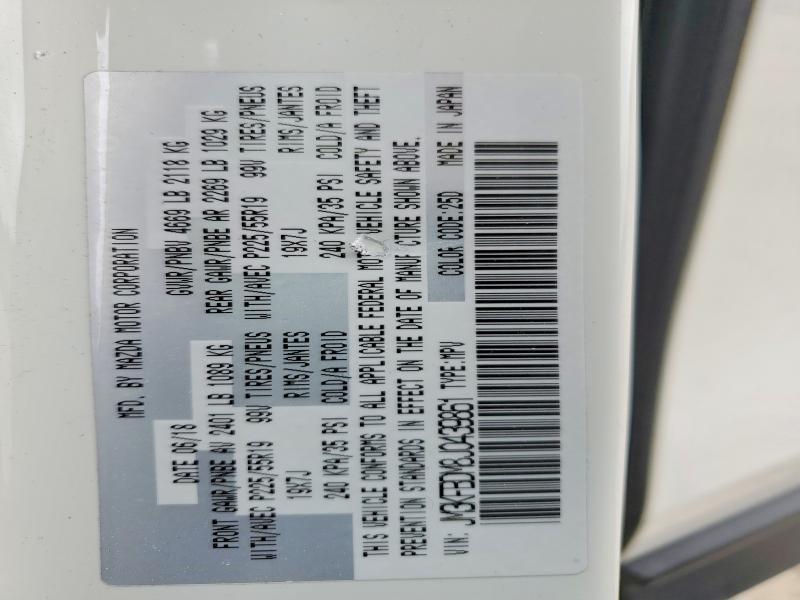 MFD. BY MAZDA MOTOR CORPORATION
DATE 06/18 GVWR/PNBV 4669 LB 2118 KG
FRONT GAWR/PNBE AV 2401 LB 1089 KG REAR GAWR/PNBE AR 2269 LB 1029 KG
WITH/AVEC P225/55R19 99V TIRES/PNEUS WITH/AVEC P225/55R19 99V TIRES/PNEUS
19X7J RIMS/JANTES 19X7J RIMS/JANTES
240 KPA/35 PSI COLD/A FROID 240 KPA/35 PSI COLD/A FROID
THIS VEHICLE CONFORMS TO ALL APPLICABLE FEDERAL MO VEHICLE SAFETY AND THEFT
PREVENTION STANDARDS IN EFFECT ON THE DATE OF MANUF CTURE SHOWN ABOVE.
VIN: TYPE:MPV COLOR CODE:25D MADE IN JAPAN